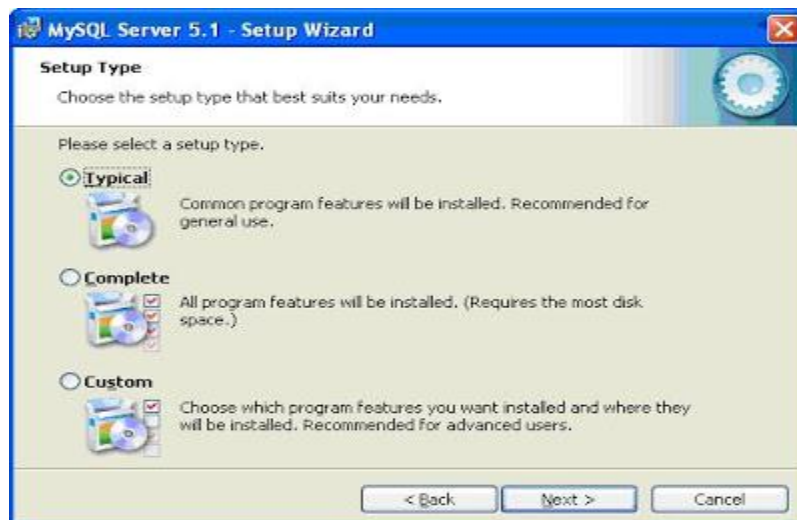 MySQL Server 5.1 - Setup Wizard
Setup Type
Choose the setup type that best suits your needs.
Please select a setup type.
Typical
Common program features will be installed. Recommended for
general use.
Complete
All program features will be installed. (Requires the most disk
space.)
Custom
Choose which program features you want installed and where they
will be installed. Recommended for advanced users.
< Back
Next >
Cancel